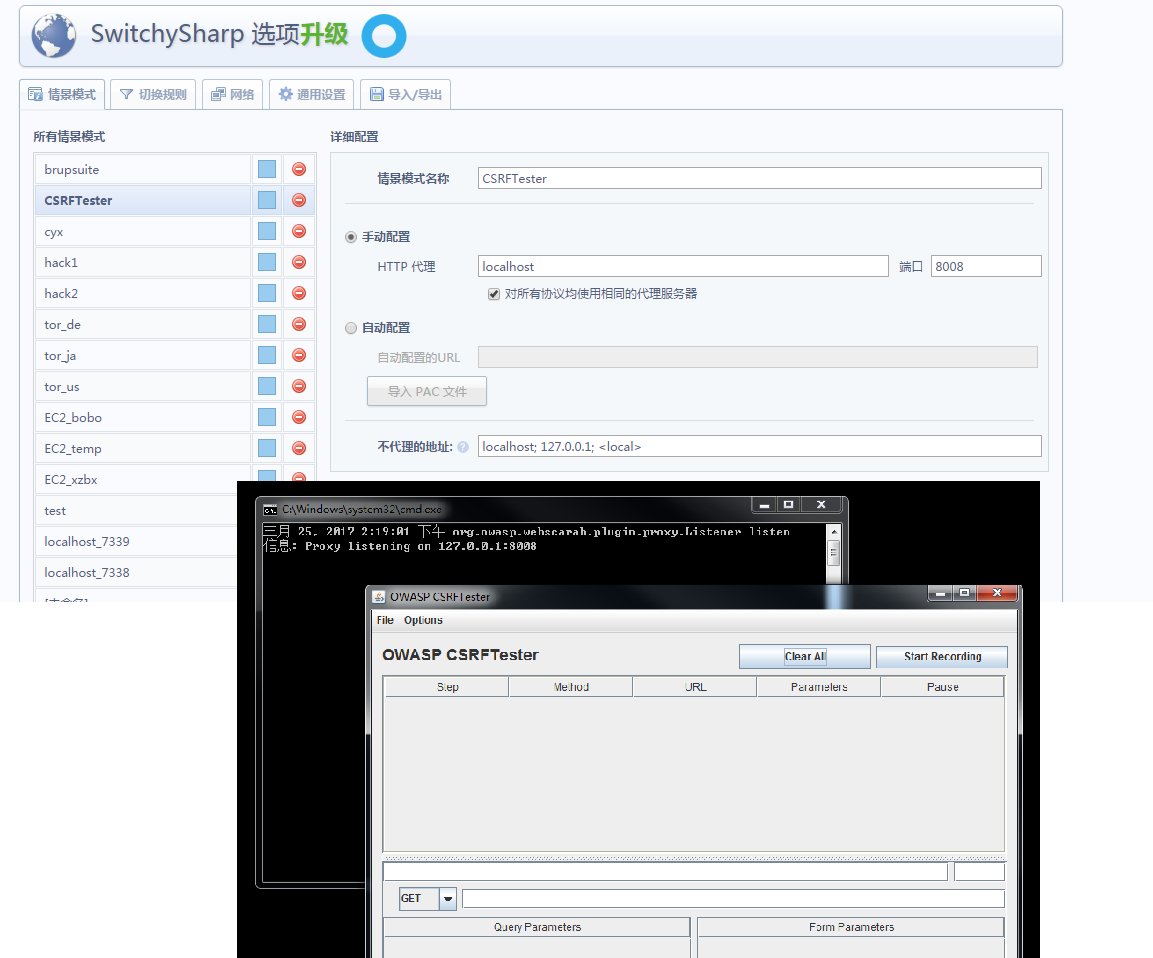 SwitchySharp 选项升级
情景模式 切换规则 网络 通用设置 导入/导出
所有情景模式
brupsuite
CSRFTester
cyx
hack1
hack2
tor_de
tor_ja
tor_us
EC2_bobo
EC2_temp
EC2_xzbx
test
localhost_7339
localhost_7338
详细配置
情景模式名称 CSRFTester
手动配置
HTTP 代理 localhost 端口 8008
对所有协议均使用相同的代理服务器
自动配置
自动配置的URL
导入 PAC 文件
不代理的地址: localhost; 127.0.0.1; <local>
C:\Windows\system32\cmd.exe
三月 25, 2017 2:19:01 下午 org.owasp.webscarab.plugin.proxy.Listener listen
信息: Proxy listening on 127.0.0.1:8008
OWASP CSRFTester
File Options
OWASP CSRFTester Clear All Start Recording
Step Method URL Parameters Pause
GET
Query Parameters Form Parameters